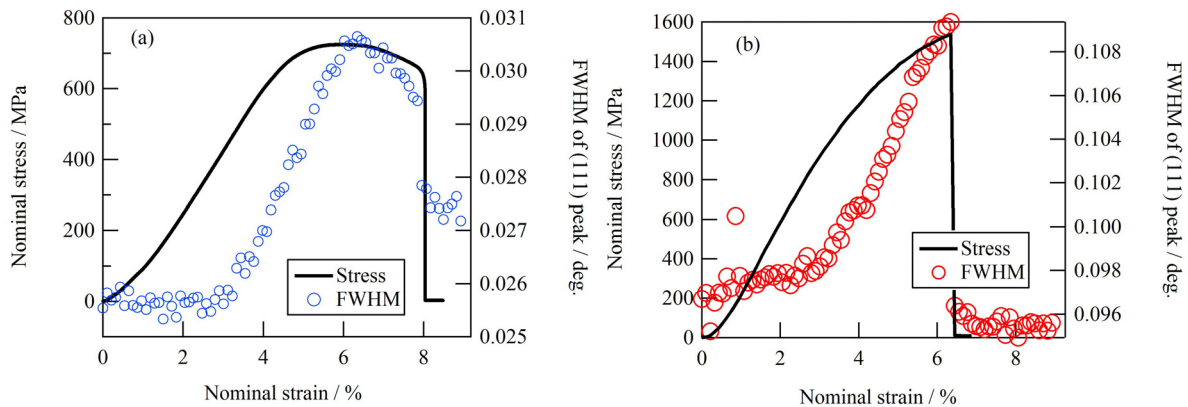 (a)
Nominal stress / MPa
800
600
400
200
0
0.031
0.030
0.029
0.028
0.027
0.026
0.025
FWHM of (111) peak / deg.
Stress
FWHM
0 2 4 6 8
Nominal strain / %
(b)
Nominal stress / MPa
1600
1400
1200
1000
800
600
400
200
0
0.108
0.106
0.104
0.102
0.100
0.098
0.096
FWHM of (111) peak / deg.
Stress
FWHM
0 2 4 6 8
Nominal strain / %